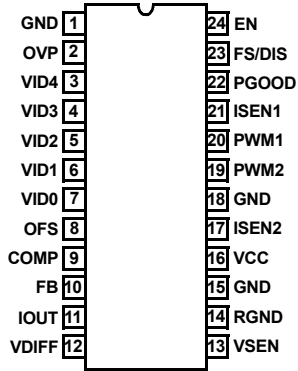 GND 1 24 EN
OVP 2 23 FS/DIS
VID4 3 22 PGOOD
VID3 4 21 ISEN1
VID2 5 20 PWM1
VID1 6 19 PWM2
VID0 7 18 GND
OFS 8 17 ISEN2
COMP 9 16 VCC
FB 10 15 GND
IOUT 11 14 RGND
VDIFF 12 13 VSEN